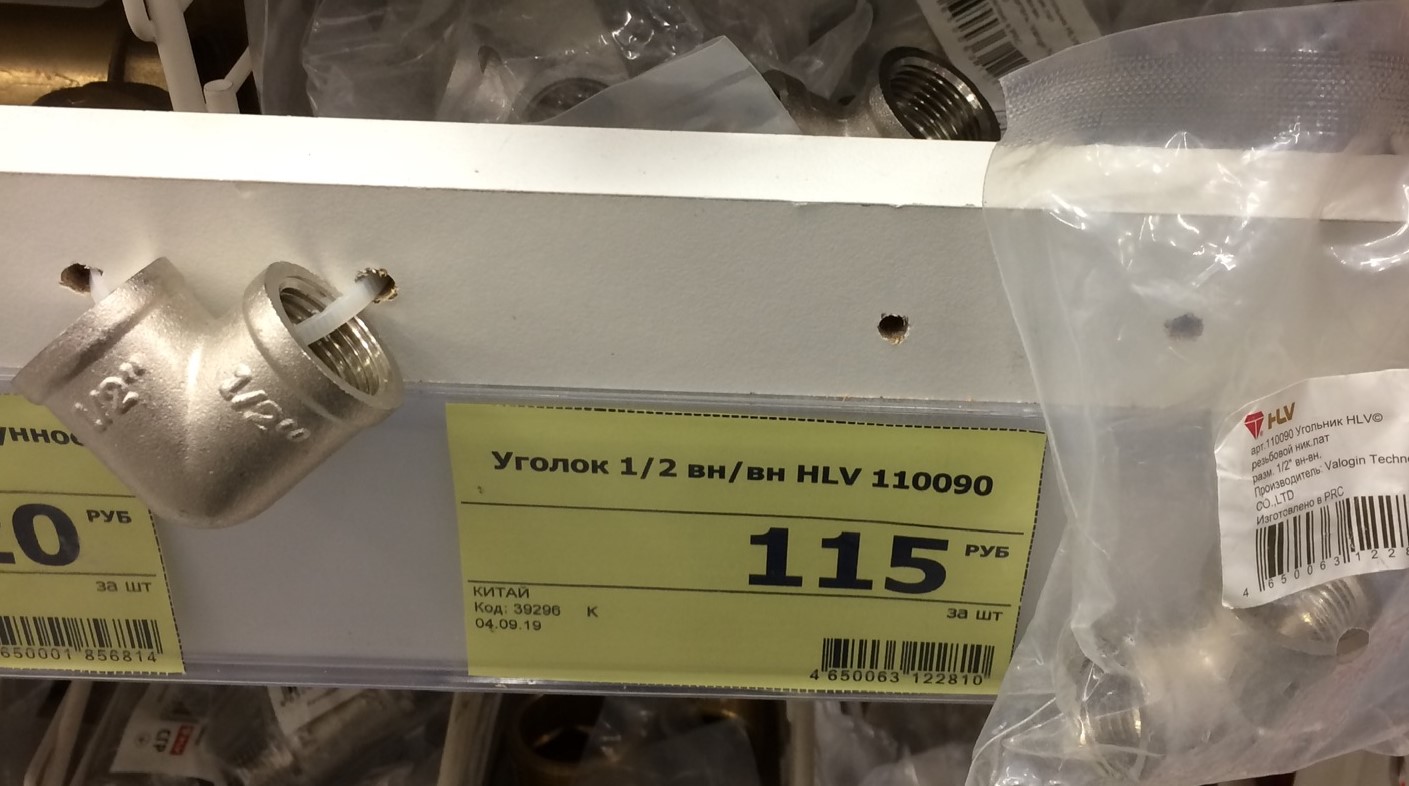 1/2"
1/2"
унно
20 РУБ
за шт
650001 856814
Уголок 1/2 вн/вн HLV 110090
115 РУБ
за шт
КИТАЙ
Код: 39296 К
04.09.19
4 650063 122810
HLV
арт.110090 Угольник HLV©
резьбовой ник.лат
разм. 1/2" вн-вн.
Производитель: Valogin Techno
CO.,LTD
Изготовлено в PRC
4 650063 1228
СТР